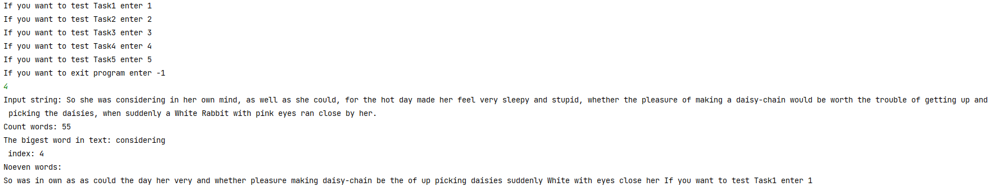 If you want to test Task1 enter 1
If you want to test Task2 enter 2
If you want to test Task3 enter 3
If you want to test Task4 enter 4
If you want to test Task5 enter 5
If you want to exit program enter -1
4
Input string: So she was considering in her own mind, as well as she could, for the hot day made her feel very sleepy and stupid, whether the pleasure of making a daisy-chain would be worth the trouble of getting up and
picking the daisies, when suddenly a White Rabbit with pink eyes ran close by her.
Count words: 55
The bigest word in text: considering
index: 4
Noeven words:
So was in own as as could the day her very and whether pleasure making daisy-chain be the of up picking daisies suddenly White with eyes close her If you want to test Task1 enter 1